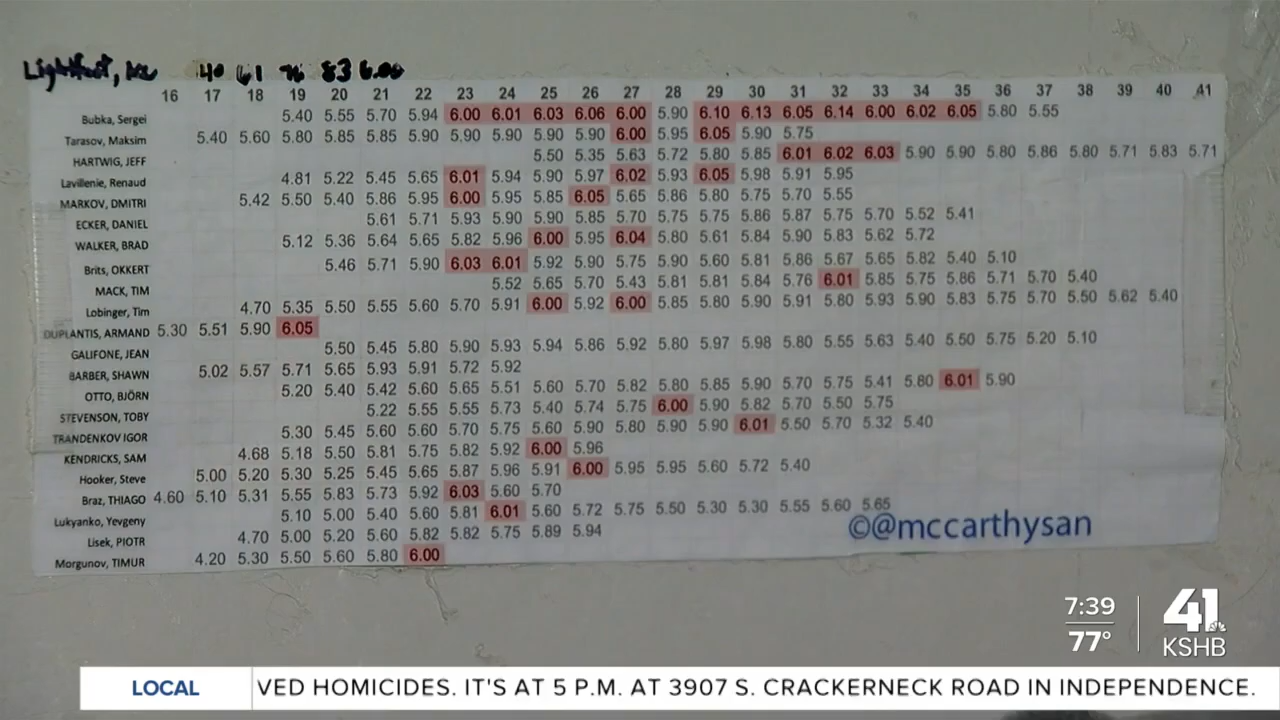 Lightfoot, KC 40 61 76 83 6.00
16 17 18 19 20 21 22 23 24 25 26 27 28 29 30 31 32 33 34 35 36 37 38 39 40 41
Bubka, Sergei 5.40 5.55 5.70 5.94 6.00 6.01 6.03 6.06 6.00 5.90 6.10 6.13 6.05 6.14 6.00 6.02 6.05 5.80 5.55
Tarasov, Maksim 5.40 5.60 5.80 5.85 5.85 5.90 5.90 5.90 5.90 5.90 6.00 5.95 6.05 5.90 5.75
HARTWIG, JEFF 5.50 5.35 5.63 5.72 5.80 5.85 6.01 6.02 6.03 5.90 5.90 5.80 5.86 5.80 5.71 5.83 5.71
Lavillenie, Renaud 4.81 5.22 5.45 5.65 6.01 5.94 5.90 5.97 6.02 5.93 6.05 5.98 5.91 5.95
MARKOV, DMITRI 5.42 5.50 5.40 5.86 5.95 6.00 5.95 5.85 6.05 5.65 5.86 5.80 5.75 5.70 5.55
ECKER, DANIEL 5.61 5.71 5.93 5.90 5.90 5.85 5.70 5.75 5.75 5.86 5.87 5.75 5.70 5.52 5.41
WALKER, BRAD 5.12 5.36 5.64 5.65 5.82 5.96 6.00 5.95 6.04 5.80 5.61 5.84 5.90 5.83 5.62 5.72
Brits, OKKERT 5.46 5.71 5.90 6.03 6.01 5.92 5.90 5.75 5.90 5.60 5.81 5.86 5.67 5.65 5.82 5.40 5.10
MACK, TIM 5.52 5.65 5.70 5.43 5.81 5.81 5.84 5.76 6.01 5.85 5.75 5.86 5.71 5.70 5.40
Lobinger, Tim 4.70 5.35 5.50 5.55 5.60 5.70 5.91 6.00 5.92 6.00 5.85 5.80 5.90 5.91 5.80 5.93 5.90 5.83 5.75 5.70 5.50 5.62 5.40
DUPLANTIS, ARMAND 5.30 5.51 5.90 6.05
GALIFONE, JEAN 5.50 5.45 5.80 5.90 5.93 5.94 5.86 5.92 5.80 5.97 5.98 5.80 5.55 5.63 5.40 5.50 5.75 5.20 5.10
BARBER, SHAWN 5.02 5.57 5.71 5.65 5.93 5.91 5.72 5.92
OTTO, BJÖRN 5.20 5.40 5.42 5.60 5.65 5.51 5.60 5.70 5.82 5.80 5.85 5.90 5.70 5.75 5.41 5.80 6.01 5.90
STEVENSON, TOBY 5.22 5.55 5.55 5.73 5.40 5.74 5.75 6.00 5.90 5.82 5.70 5.50 5.75
TRANDENKOV IGOR 5.30 5.45 5.60 5.60 5.70 5.75 5.60 5.90 5.80 5.90 5.90 6.01 5.50 5.70 5.32 5.40
KENDRICKS, SAM 4.68 5.18 5.50 5.81 5.75 5.82 5.92 6.00 5.96
Hooker, Steve 5.00 5.20 5.30 5.25 5.45 5.65 5.87 5.96 5.91 6.00 5.95 5.95 5.60 5.72 5.40
Braz, THIAGO 4.60 5.10 5.31 5.55 5.83 5.73 5.92 6.03 5.60 5.70
Lukyanko, Yevgeny 5.10 5.00 5.40 5.60 5.81 6.01 5.60 5.72 5.75 5.50 5.30 5.30 5.55 5.60 5.65
Lisek, PIOTR 4.70 5.00 5.20 5.60 5.82 5.82 5.75 5.89 5.94
Morgunov, TIMUR 4.20 5.30 5.50 5.60 5.80 6.00
©@mccarthysan
7:39
77°
41
KSHB
LOCAL VED HOMICIDES. IT'S AT 5 P.M. AT 3907 S. CRACKERNECK ROAD IN INDEPENDENCE.